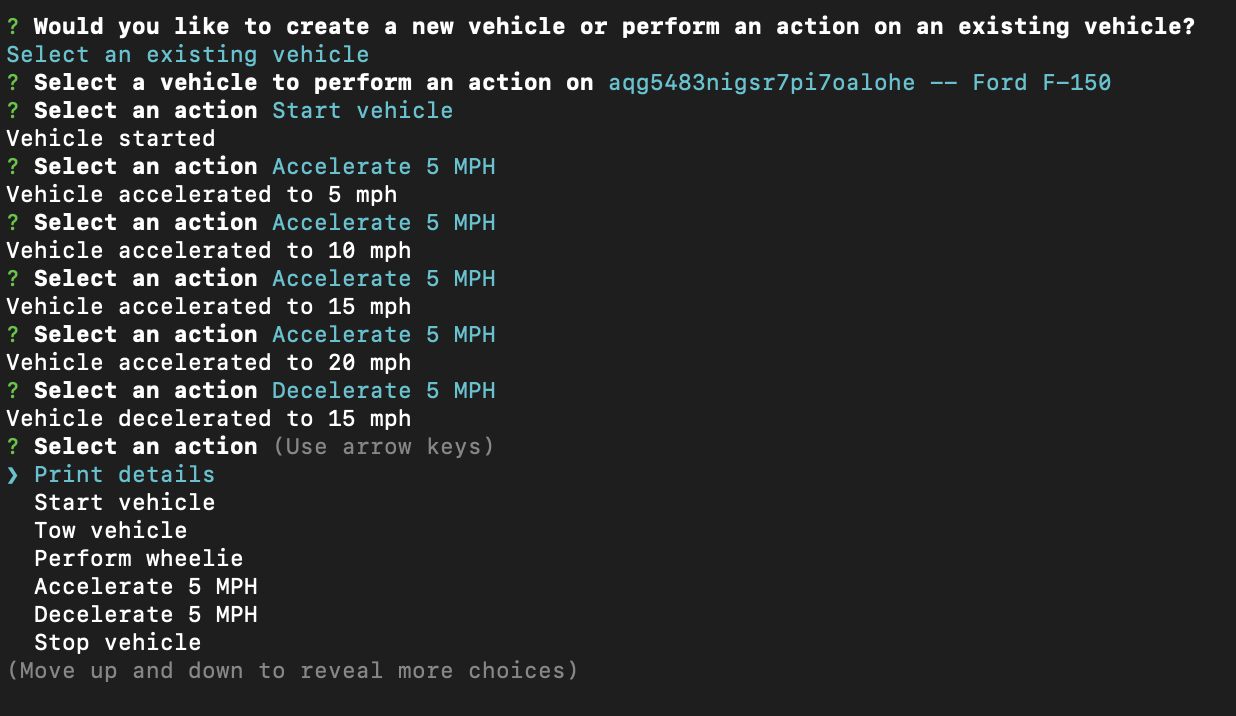 ? Would you like to create a new vehicle or perform an action on an existing vehicle?
Select an existing vehicle
? Select a vehicle to perform an action on aqg5483nigsr7pi7oalohe -- Ford F-150
? Select an action Start vehicle
Vehicle started
? Select an action Accelerate 5 MPH
Vehicle accelerated to 5 mph
? Select an action Accelerate 5 MPH
Vehicle accelerated to 10 mph
? Select an action Accelerate 5 MPH
Vehicle accelerated to 15 mph
? Select an action Accelerate 5 MPH
Vehicle accelerated to 20 mph
? Select an action Decelerate 5 MPH
Vehicle decelerated to 15 mph
? Select an action (Use arrow keys)
❯ Print details
  Start vehicle
  Tow vehicle
  Perform wheelie
  Accelerate 5 MPH
  Decelerate 5 MPH
  Stop vehicle
(Move up and down to reveal more choices)